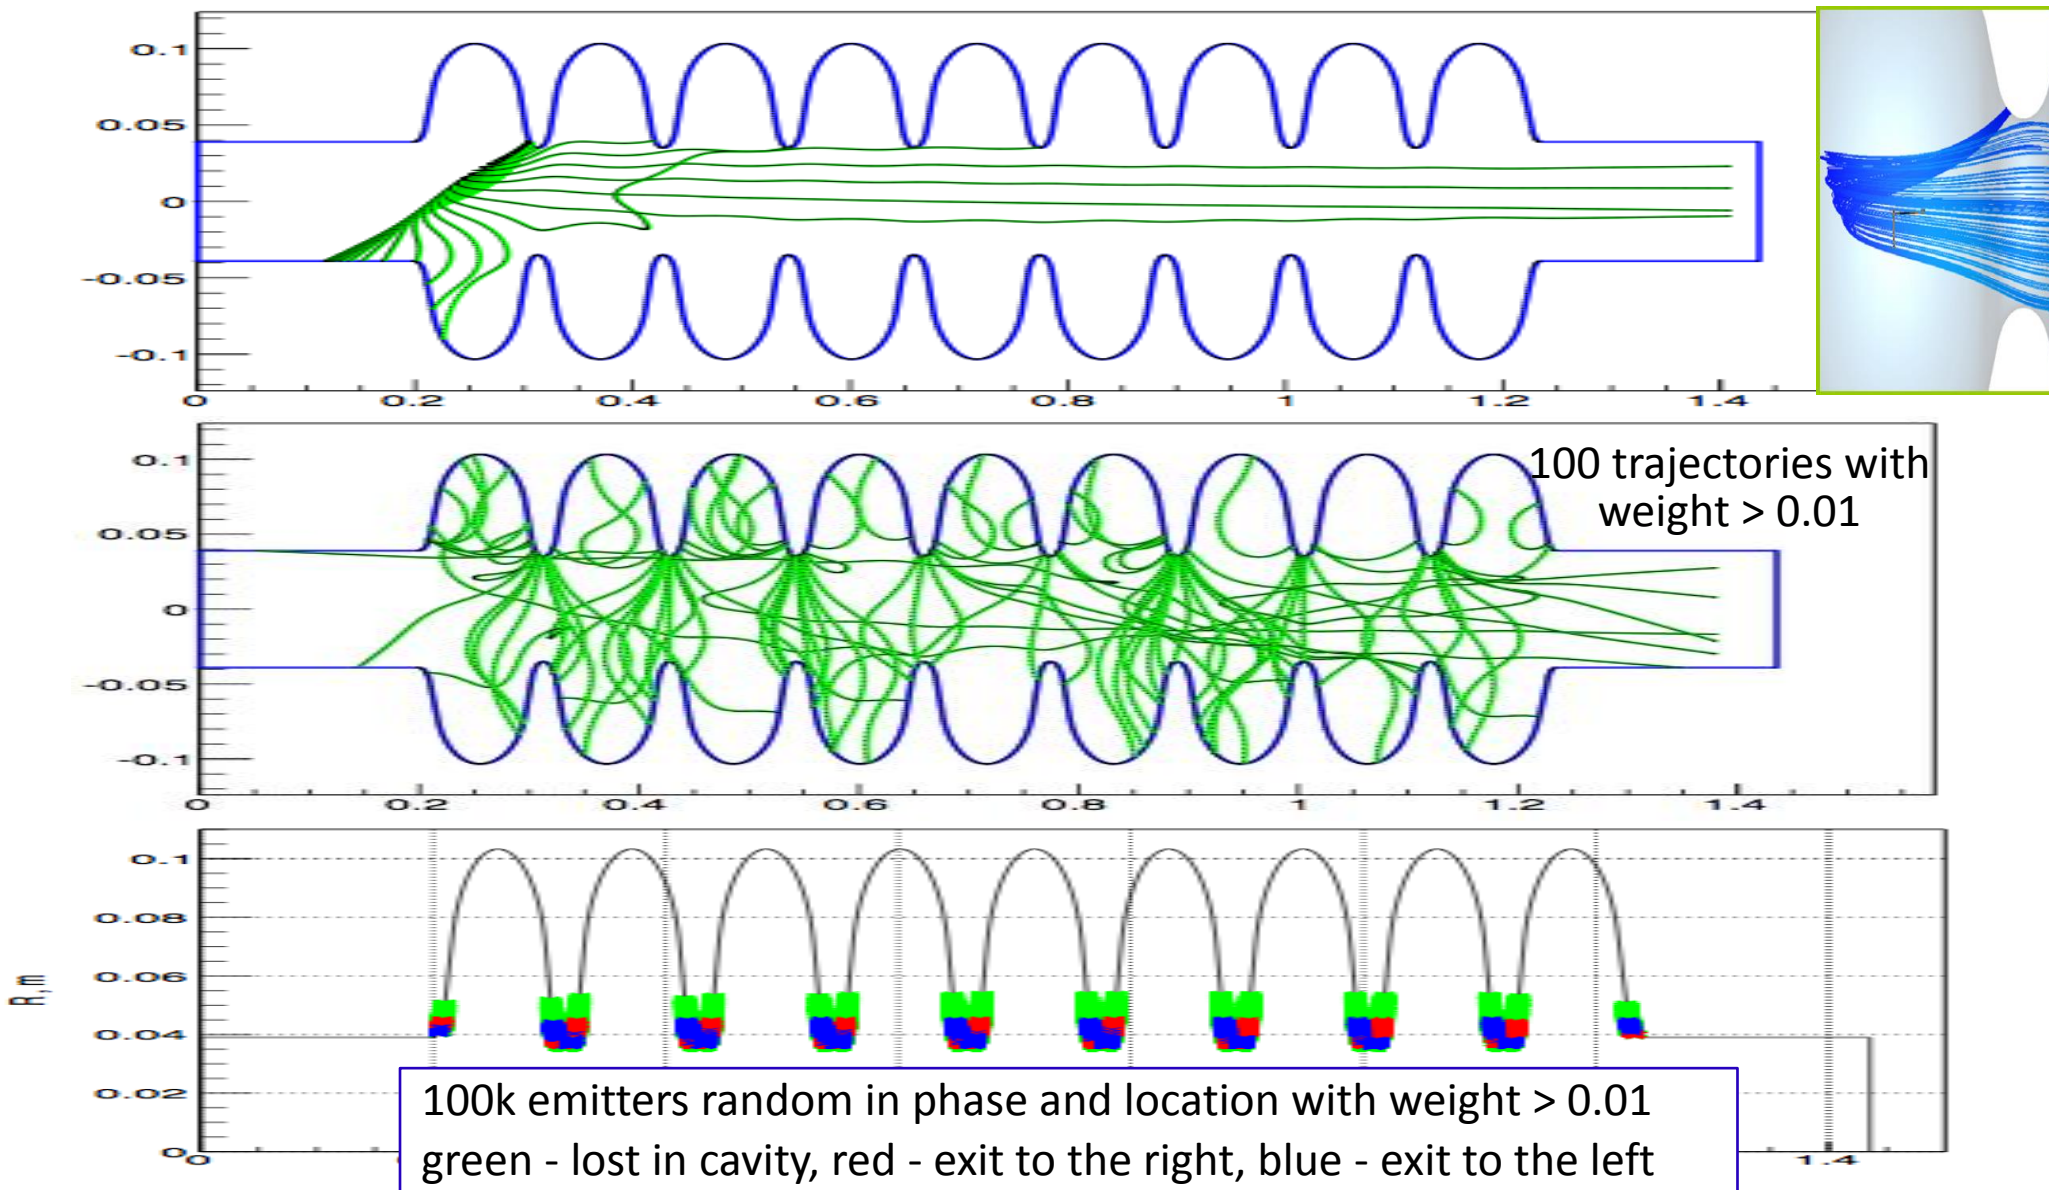 0.1
0.05
0
-0.05
-0.1
0 0.2 0.4 0.6 0.8 1 1.2 1.4
100 trajectories with
weight > 0.01
0.1
0.05
0
-0.05
-0.1
0 0.2 0.4 0.6 0.8 1 1.2 1.4
R,m
0.1
0.08
0.06
0.04
0.02
0
0 1.4
100k emitters random in phase and location with weight > 0.01
green - lost in cavity, red - exit to the right, blue - exit to the left